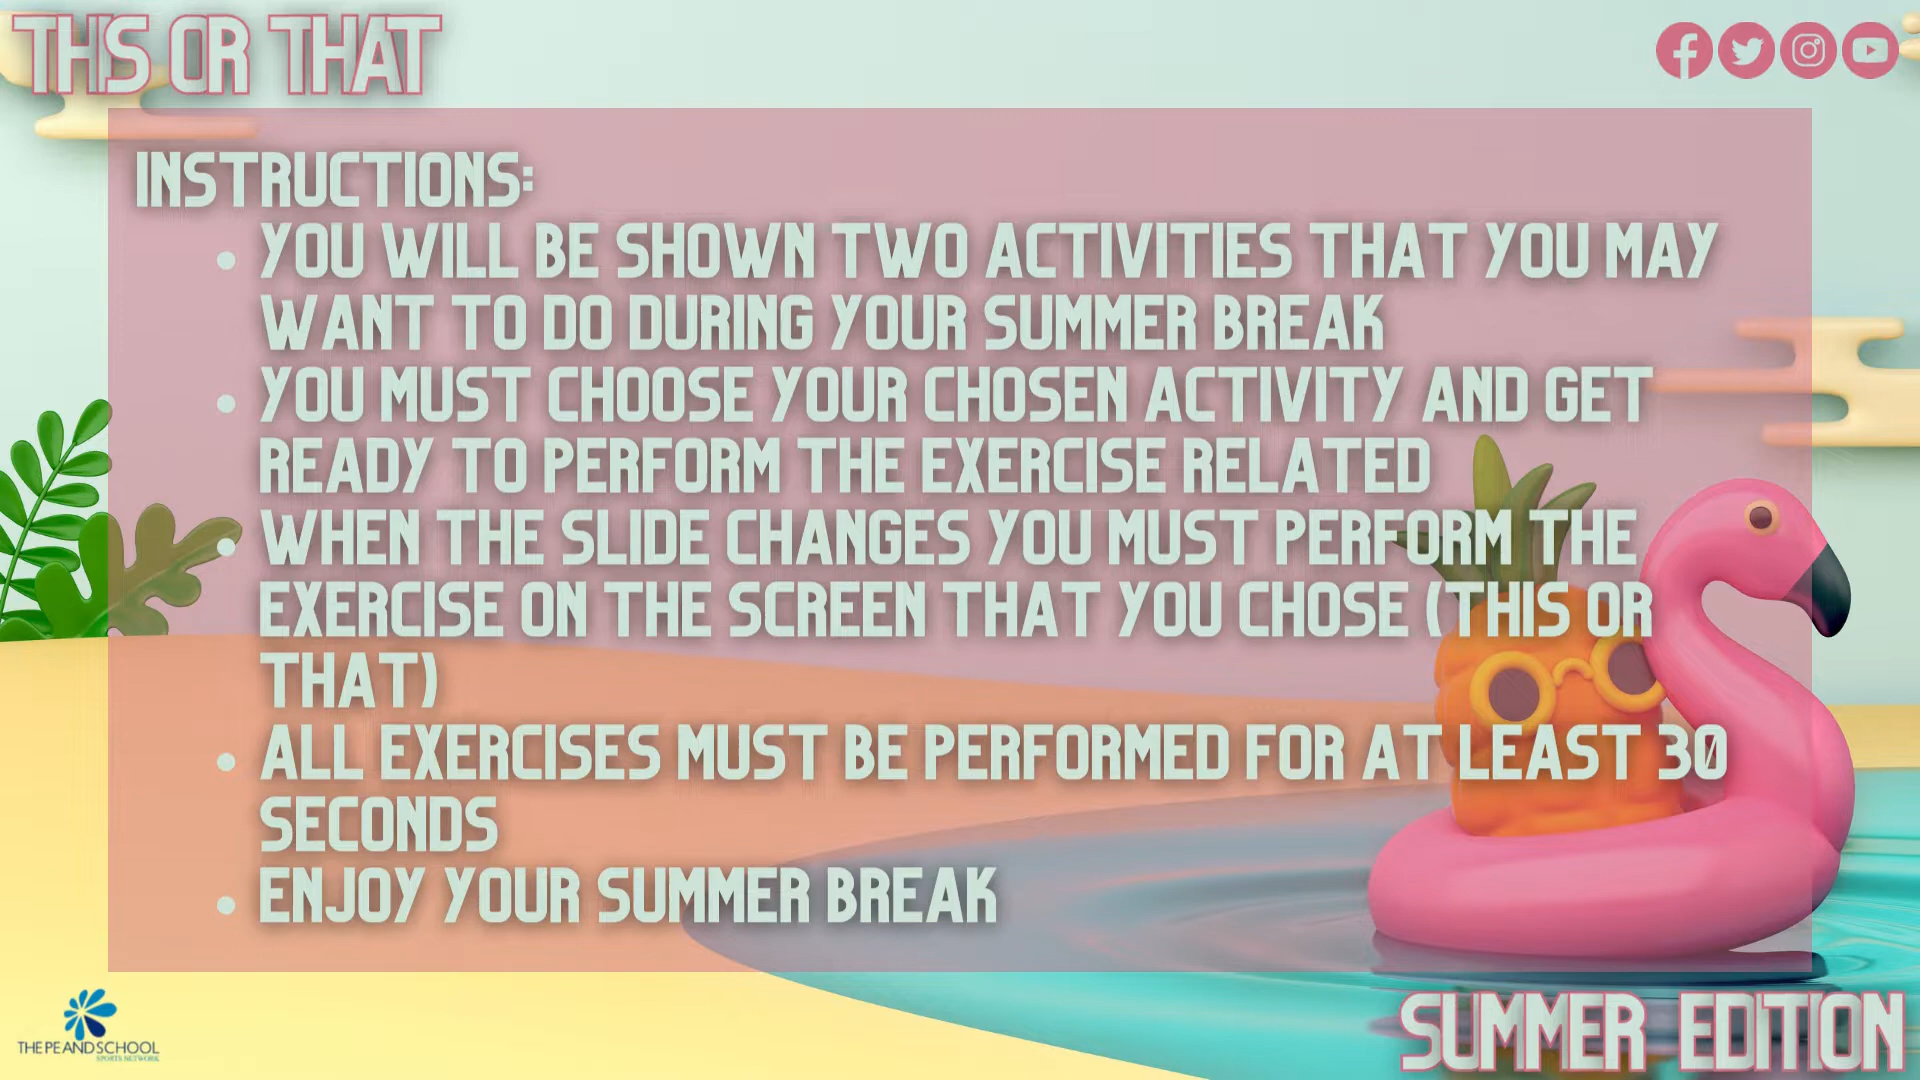 THIS OR THAT
INSTRUCTIONS:
• YOU WILL BE SHOWN TWO ACTIVITIES THAT YOU MAY
WANT TO DO DURING YOUR SUMMER BREAK
• YOU MUST CHOOSE YOUR CHOSEN ACTIVITY AND GET
READY TO PERFORM THE EXERCISE RELATED
• WHEN THE SLIDE CHANGES YOU MUST PERFORM THE
EXERCISE ON THE SCREEN THAT YOU CHOSE (THIS OR
THAT)
• ALL EXERCISES MUST BE PERFORMED FOR AT LEAST 30
SECONDS
• ENJOY YOUR SUMMER BREAK
THE PE AND SCHOOL
SPORTS NETWORK
SUMMER EDITION